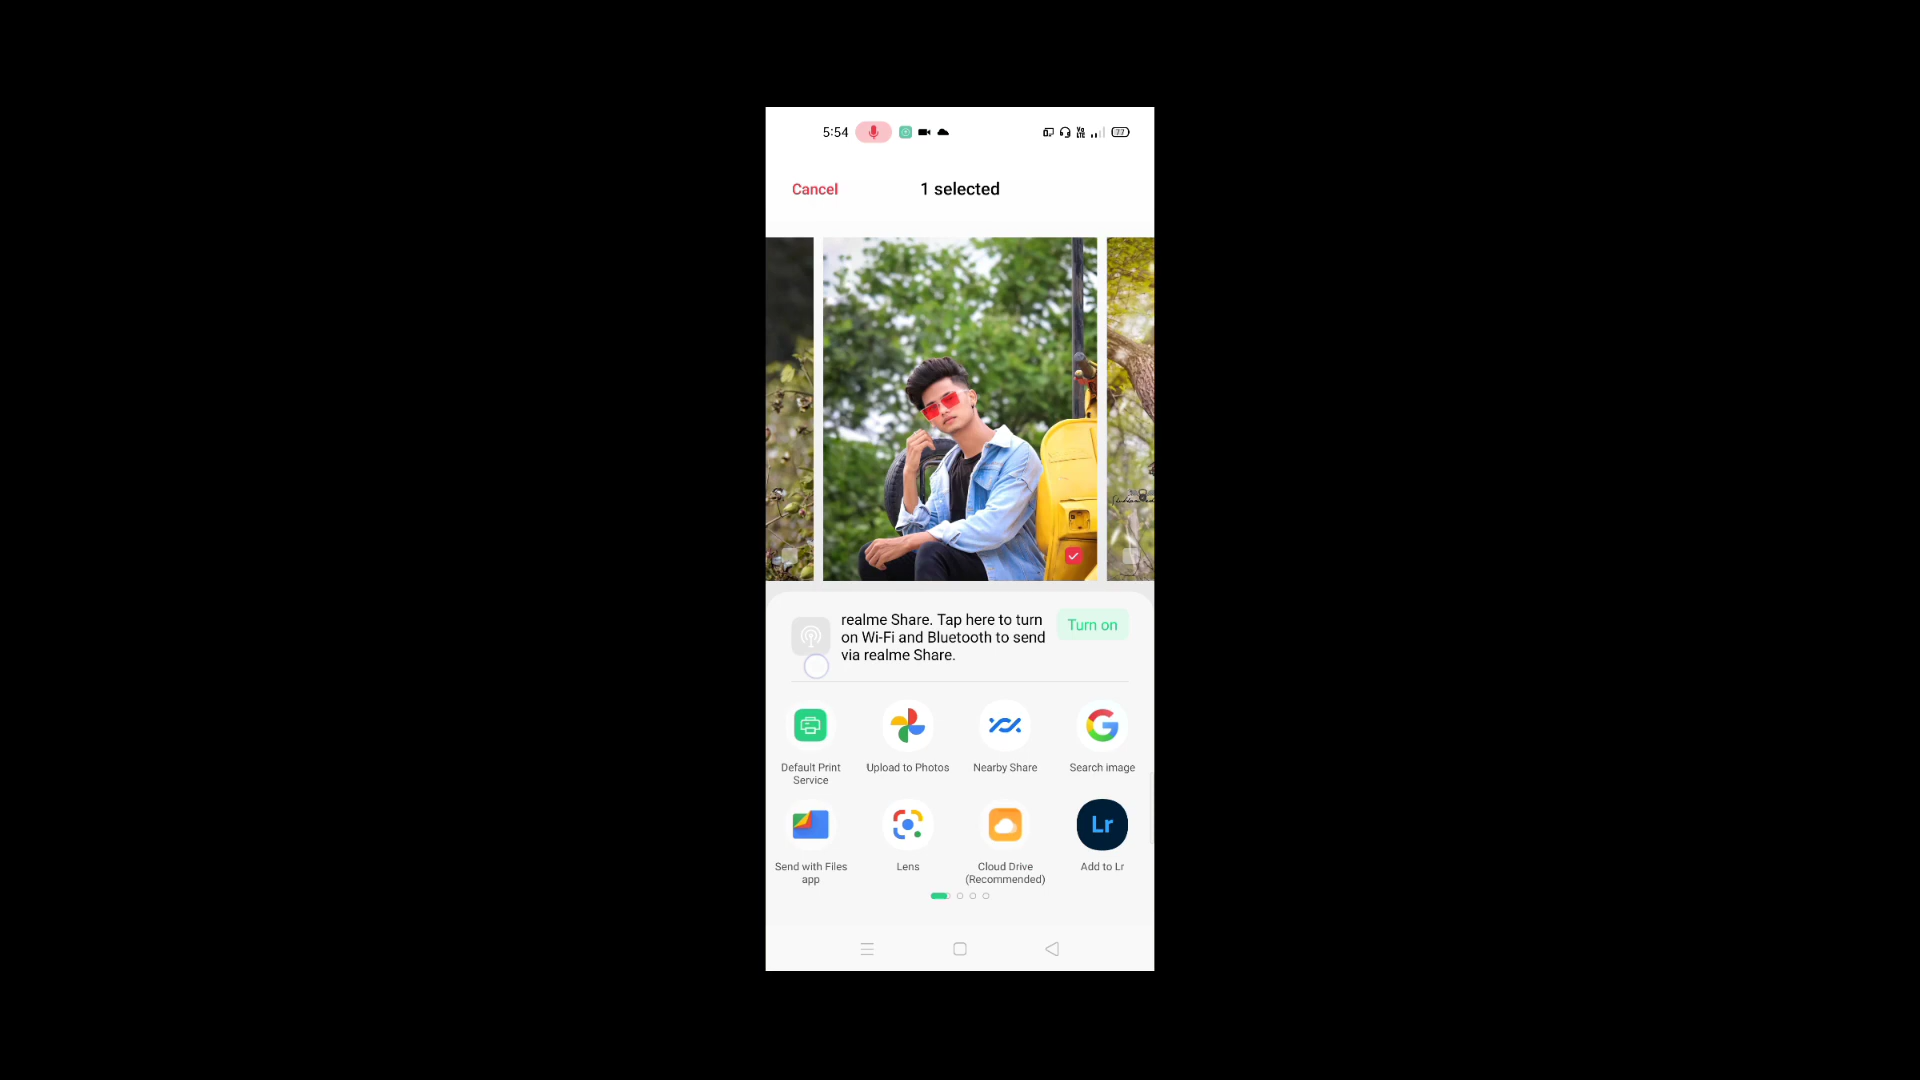 5:54
77
Cancel
1 selected
realme Share. Tap here to turn
on Wi-Fi and Bluetooth to send
via realme Share.
Turn on
Default Print
Service
Upload to Photos
Nearby Share
Search image
Send with Files
app
Lens
Cloud Drive
(Recommended)
Lr
Add to Lr